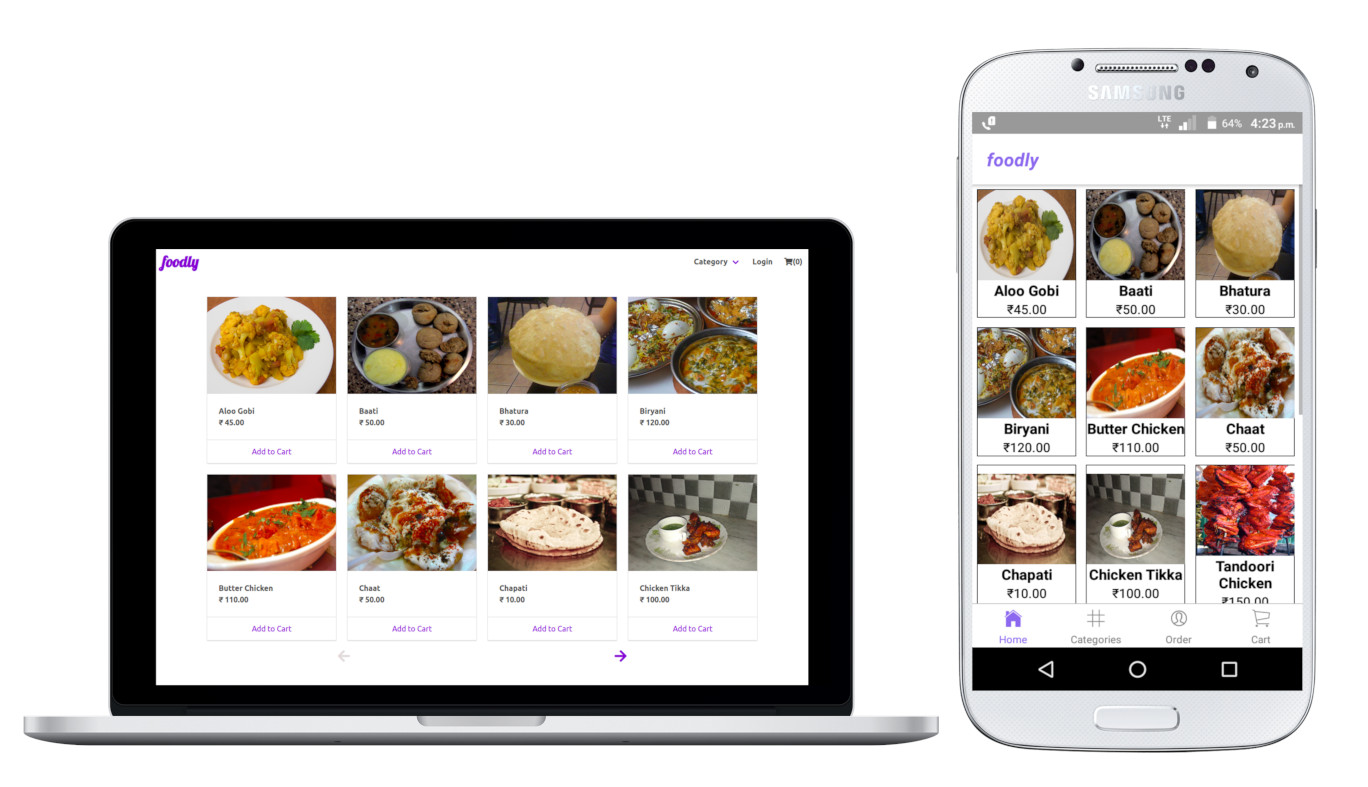 foodly
Category Login (0)
Aloo Gobi
₹ 45.00
Add to Cart
Baati
₹ 50.00
Add to Cart
Bhatura
₹ 30.00
Add to Cart
Biryani
₹ 120.00
Add to Cart
Butter Chicken
₹ 110.00
Add to Cart
Chaat
₹ 50.00
Add to Cart
Chapati
₹ 10.00
Add to Cart
Chicken Tikka
₹ 100.00
Add to Cart
SAMSUNG
LTE 64% 4:23 p.m.
foodly
Aloo Gobi
₹45.00
Baati
₹50.00
Bhatura
₹30.00
Biryani
₹120.00
Butter Chicken
₹110.00
Chaat
₹50.00
Chapati
₹10.00
Chicken Tikka
₹100.00
Tandoori
Chicken
₹150.00
Home Categories Order Cart